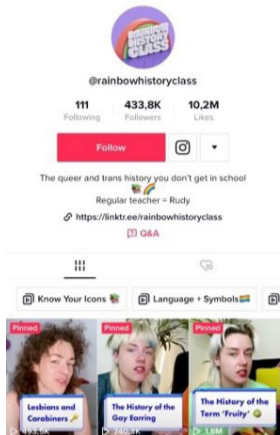 RAINBOW
HISTORY
CLASS
@rainbowhistoryclass
111 433,8K 10,2M
Following Followers Likes
Follow
The queer and trans history you don't get in school
Regular teacher = Rudy
https://linktr.ee/rainbowhistoryclass
Q&A
Know Your Icons
Language + Symbols
Pinned
Lesbians and
Carabiners
Pinned
The History of the
Gay Earring
740,4K
Pinned
The History of the
Term 'Fruity'
1,8M